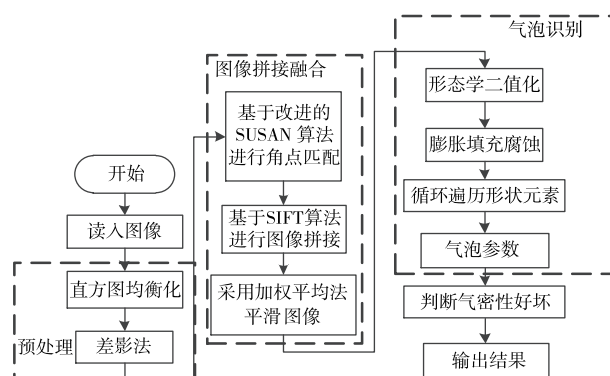 开始
读入图像
直方图均衡化
预处理
差影法
图像拼接融合
基于改进的
SUSAN 算法
进行角点匹配
基于SIFT算法
进行图像拼接
采用加权平均法
平滑图像
气泡识别
形态学二值化
膨胀填充腐蚀
循环遍历形状元素
气泡参数
判断气密性好坏
输出结果